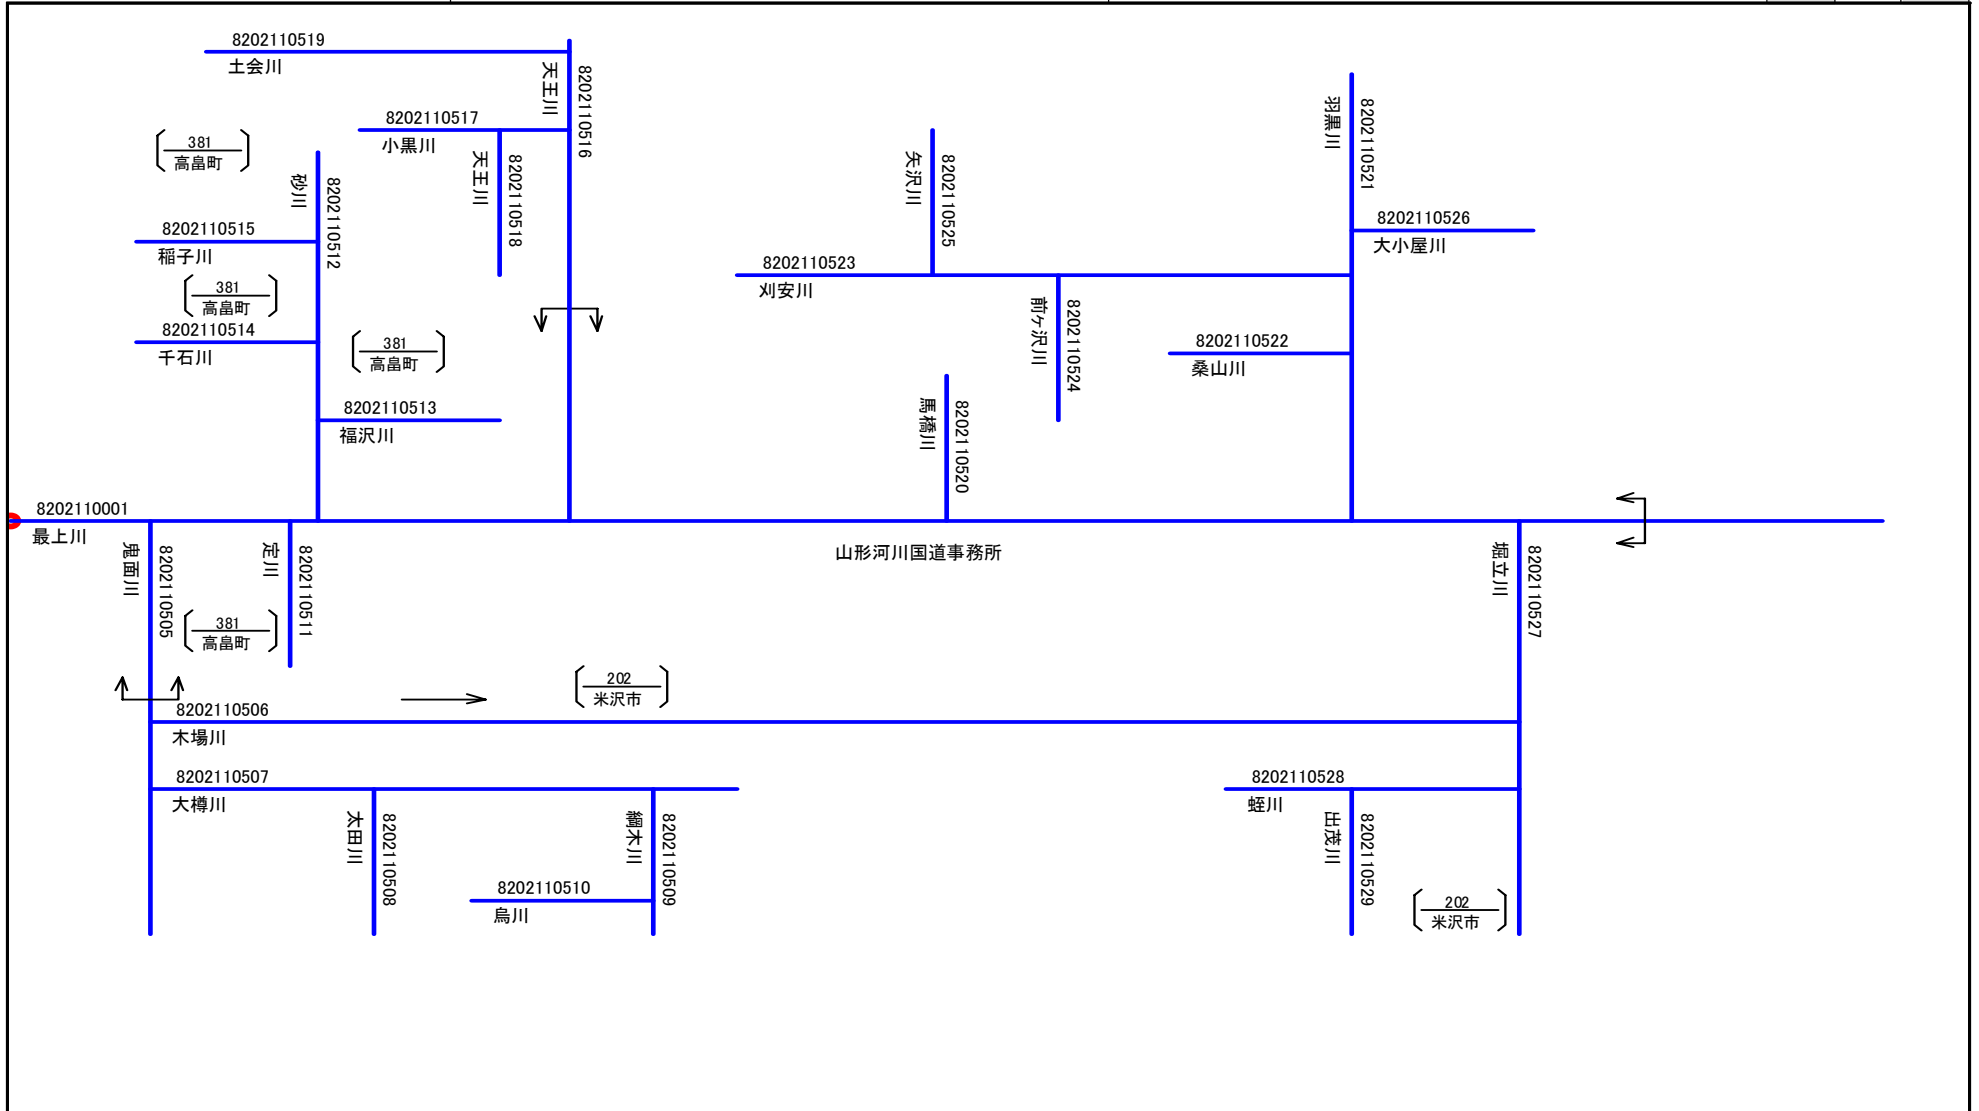 8202110519
土会川
天王川
8202110516
8202110517
小黒川
天王川
8202110518
381
高畠町
砂川
8202110512
8202110515
稲子川
381
高畠町
8202110514
千石川
381
高畠町
8202110513
福沢川
矢沢川
8202110525
8202110523
刈安川
前ヶ沢川
8202110524
馬橋川
8202110520
羽黒川
8202110521
8202110526
大小屋川
8202110522
桑山川
8202110001
最上川
山形河川国道事務所
鬼面川
8202110505
定川
8202110511
381
高畠町
堀立川
8202110527
202
米沢市
8202110506
木場川
8202110507
大樽川
太田川
8202110508
綱木川
8202110509
8202110510
烏川
8202110528
蛭川
出茂川
8202110529
202
米沢市